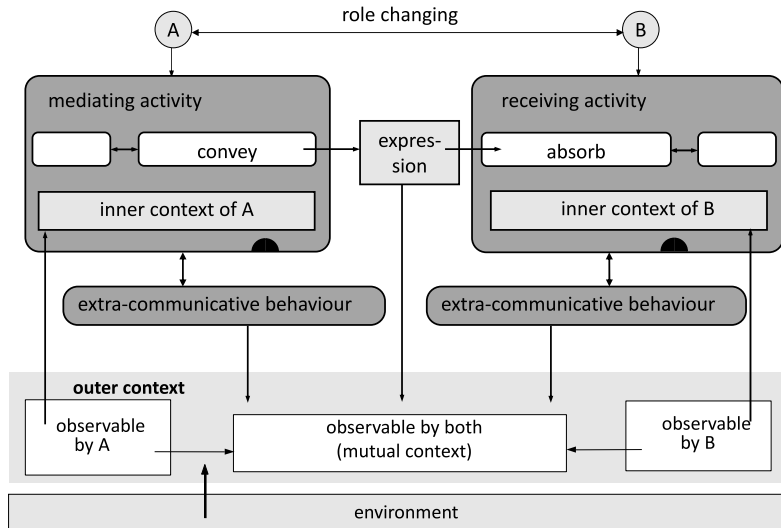 role changing
A
B
mediating activity
receiving activity
convey
expres-
sion
absorb
inner context of A
inner context of B
extra-communicative behaviour
extra-communicative behaviour
outer context
observable
by A
observable by both
(mutual context)
observable
by B
environment